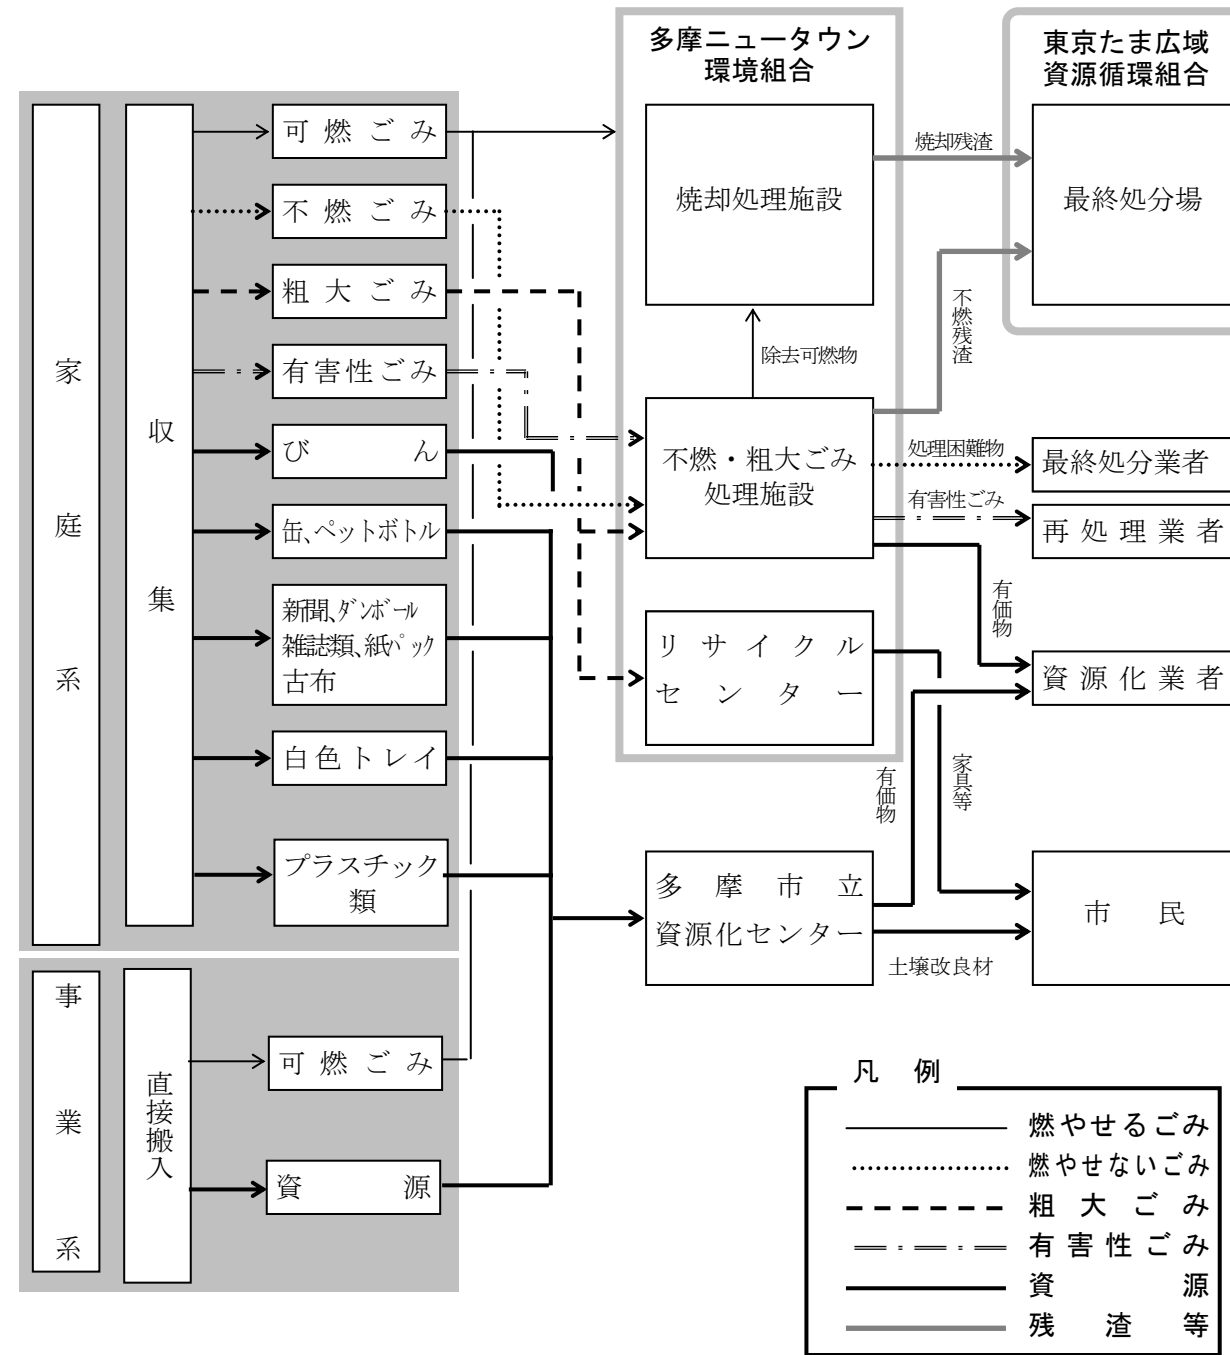 多摩ニュータウン
環境組合
東京たま広域
資源循環組合
家庭系
収集
可燃ごみ
不燃ごみ
粗大ごみ
有害性ごみ
びん
缶、ペットボトル
新聞、ダンボール
雑誌類、紙パック
古布
白色トレイ
プラスチック
類
事業系
直接搬入
可燃ごみ
資源
焼却処理施設
除去可燃物
不燃・粗大ごみ
処理施設
リサイクル
センター
多摩市立
資源化センター
焼却残渣
不燃残渣
処理困難物
有害性ごみ
有価物
有価物
家具等
土壌改良材
最終処分場
最終処分業者
再処理業者
資源化業者
市民
凡例
燃やせるごみ
燃やせないごみ
粗大ごみ
有害性ごみ
資源
残渣等